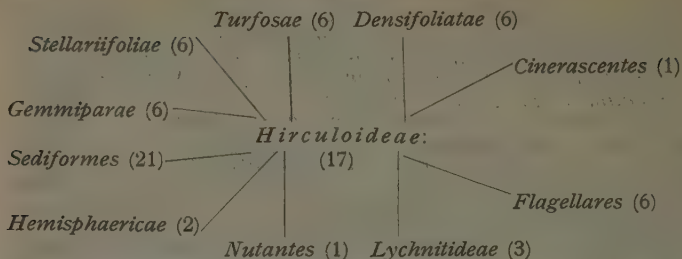 Turfosae (6) Densifoliatae (6)
Stellariifoliae (6)
Cinerascentes (1)
Gemmiparae (6)
Hirculoideae:
Sediformes (21) (17)
Flagellares (6)
Hemisphaericae (2)
Nutantes (1) Lychnitideae (3)